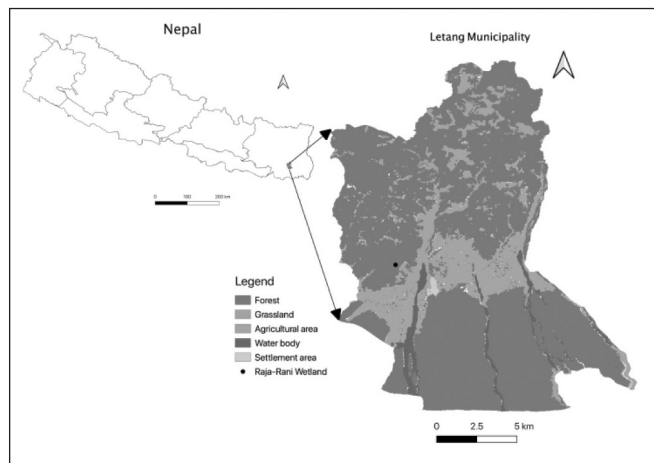 Nepal
Letang Municipality
0 100 200 km
Legend
Forest
Grassland
Agricultural area
Water body
Settlement area
Raja-Rani Wetland
0 2.5 5 km